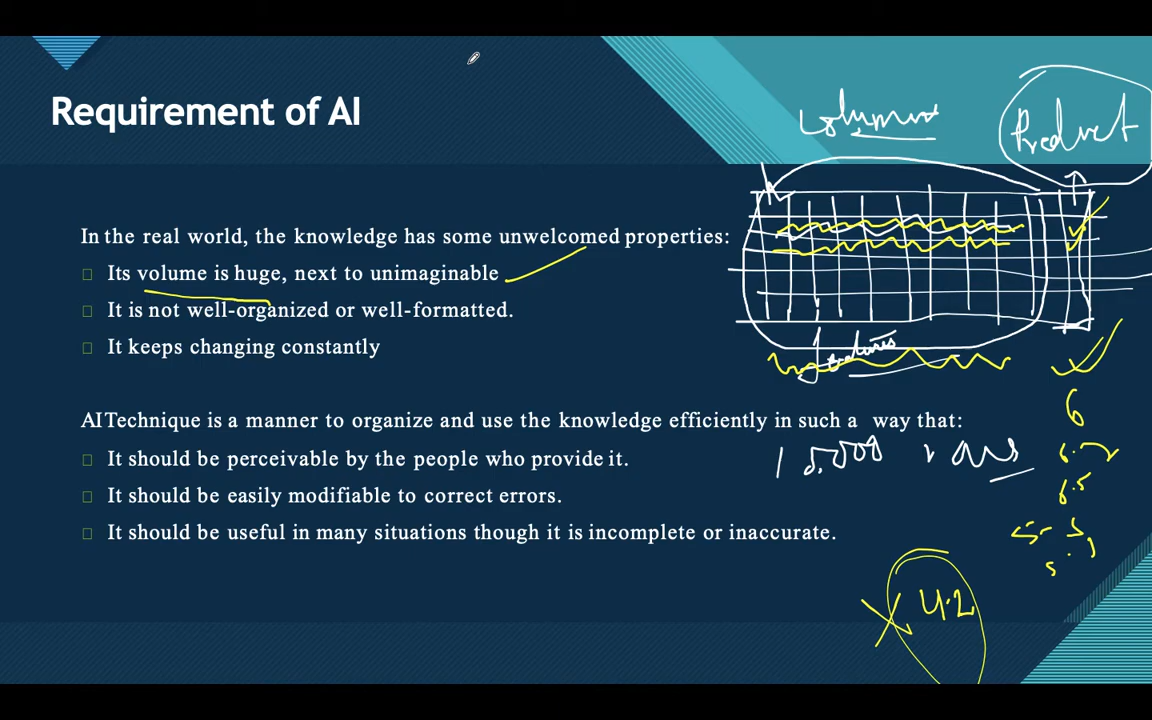 Requirement of AI
columns
Product
In the real world, the knowledge has some unwelcomed properties:
Its volume is huge, next to unimaginable
It is not well-organized or well-formatted.
It keeps changing constantly
features
AI Technique is a manner to organize and use the knowledge efficiently in such a way that:
6
It should be perceivable by the people who provide it.
It should be easily modifiable to correct errors.
6.5
It should be useful in many situations though it is incomplete or inaccurate.
4.2